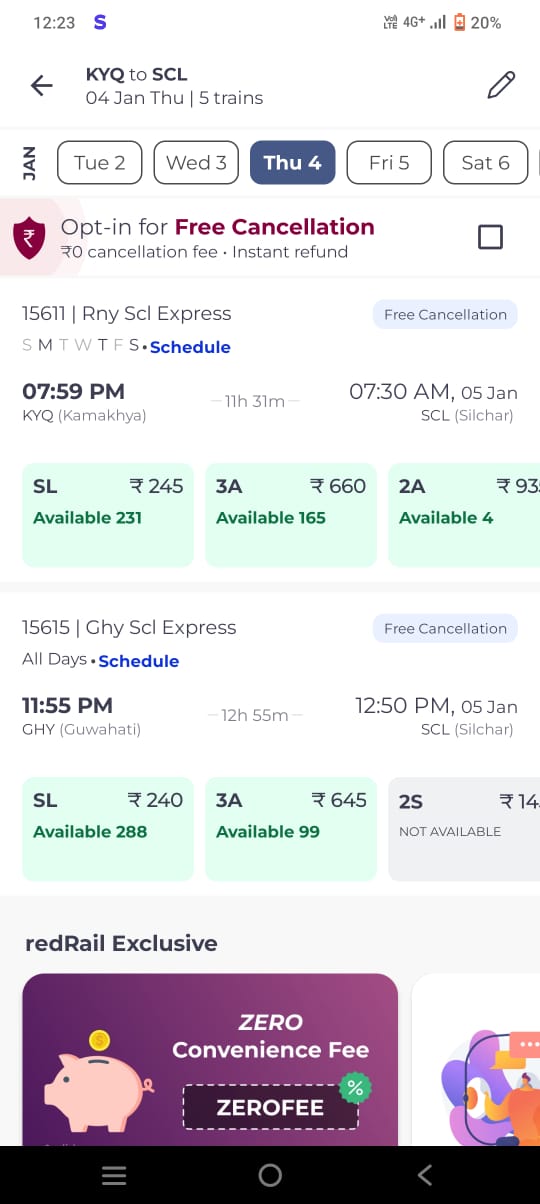 12:23 S VoD LTE 4G+ 20%
KYQ to SCL
04 Jan Thu | 5 trains
JAN
Tue 2 Wed 3 Thu 4 Fri 5 Sat 6
Opt-in for Free Cancellation
₹0 cancellation fee • Instant refund
15611 | Rny Scl Express Free Cancellation
S M T W T F S • Schedule
07:59 PM 11h 31m 07:30 AM, 05 Jan
KYQ (Kamakhya) SCL (Silchar)
SL ₹ 245 3A ₹ 660 2A ₹ 93
Available 231 Available 165 Available 4
15615 | Ghy Scl Express Free Cancellation
All Days • Schedule
11:55 PM 12h 55m 12:50 PM, 05 Jan
GHY (Guwahati) SCL (Silchar)
SL ₹ 240 3A ₹ 645 2S ₹ 14
Available 288 Available 99 NOT AVAILABLE
redRail Exclusive
ZERO
Convenience Fee
%
ZEROFEE